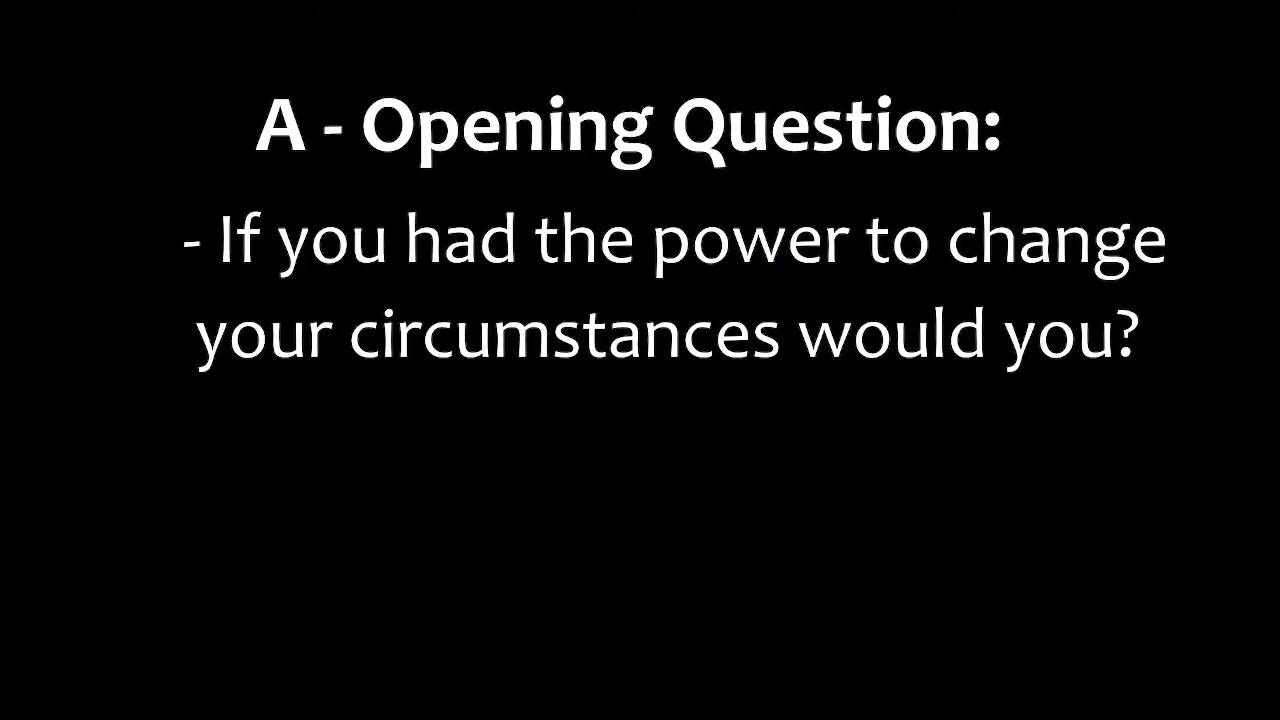 A - Opening Question:
- If you had the power to change
your circumstances would you?